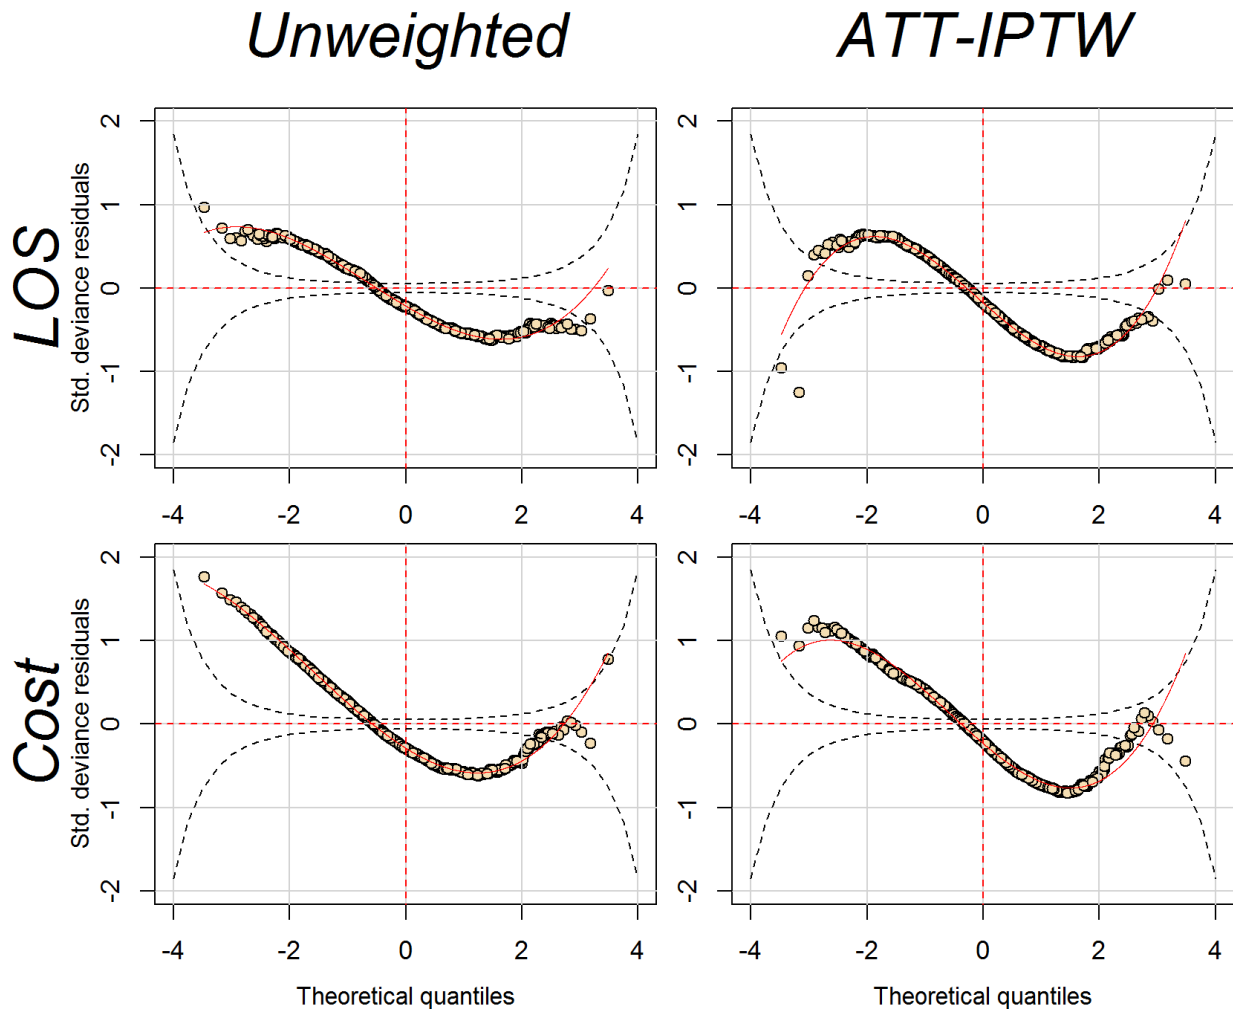 Unweighted ATT-IPTW
LOS
Std. deviance residuals
2
1
0
-1
-2
-4 -2 0 2 4
2
1
0
-1
-2
-4 -2 0 2 4
Cost
Std. deviance residuals
2
1
0
-1
-2
-4 -2 0 2 4
Theoretical quantiles
2
1
0
-1
-2
-4 -2 0 2 4
Theoretical quantiles